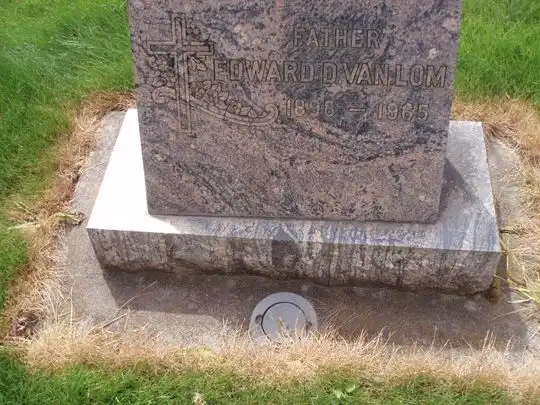 FATHER
EDWARD D. VAN LOM
1898 – 1965